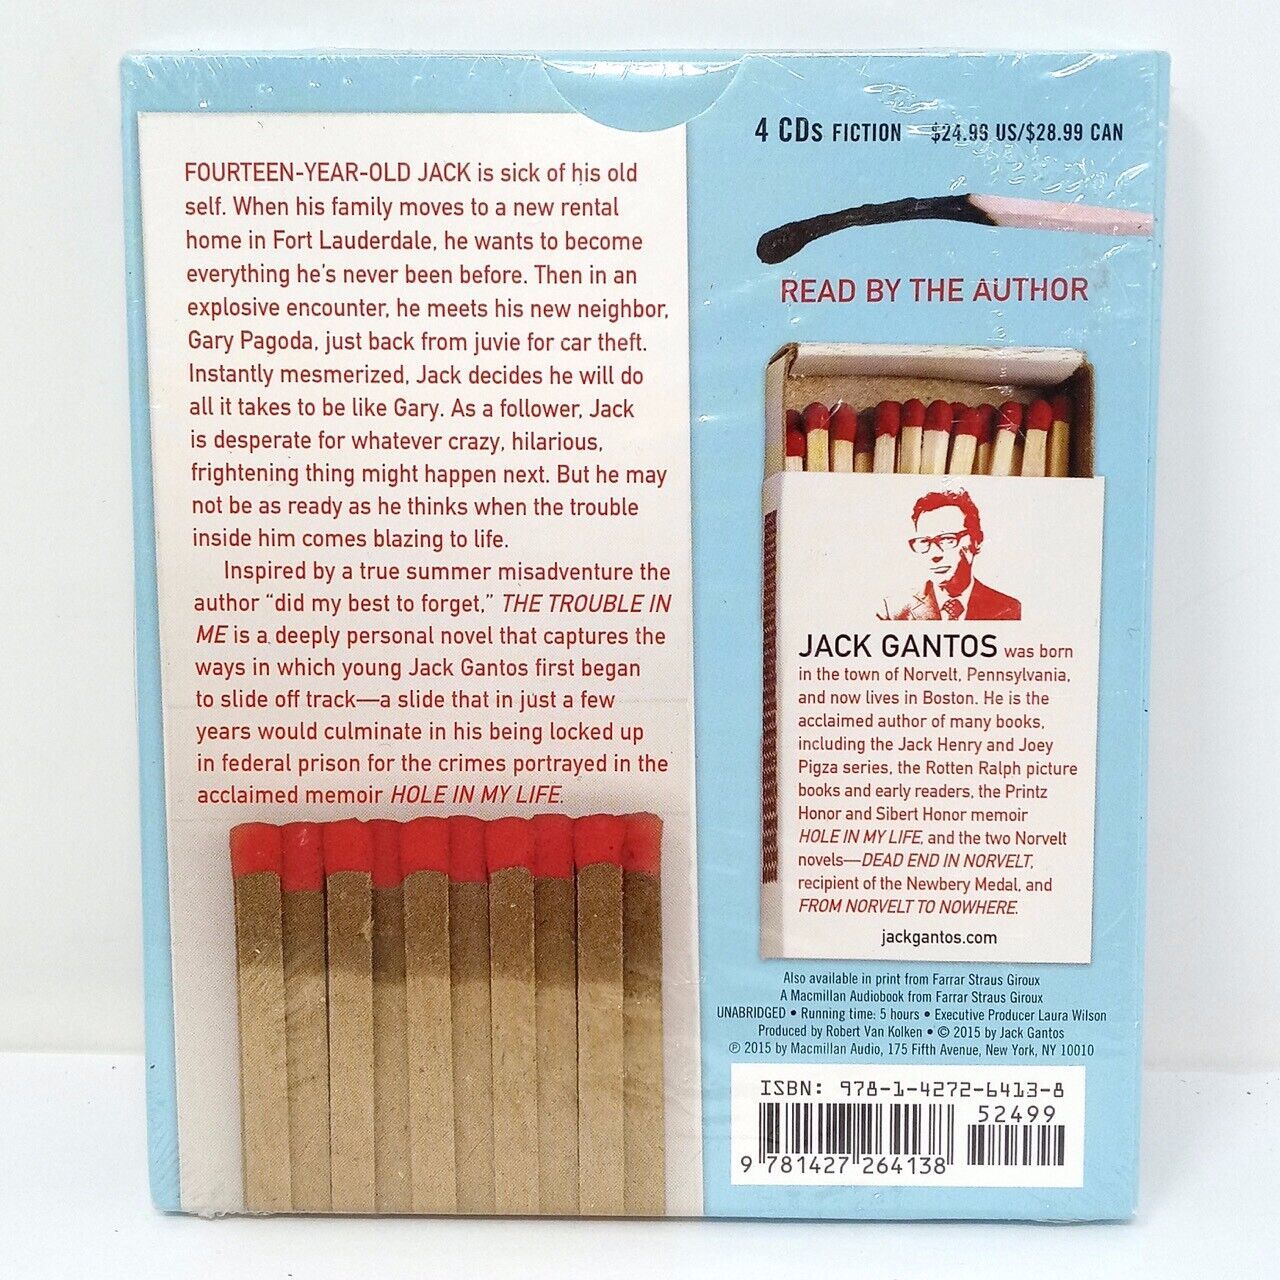 FOURTEEN-YEAR-OLD JACK is sick of his old
self. When his family moves to a new rental
home in Fort Lauderdale, he wants to become
everything he's never been before. Then in an
explosive encounter, he meets his new neighbor,
Gary Pagoda, just back from juvie for car theft.
Instantly mesmerized, Jack decides he will do
all it takes to be like Gary. As a follower, Jack
is desperate for whatever crazy, hilarious,
frightening thing might happen next. But he may
not be as ready as he thinks when the trouble
inside him comes blazing to life.
Inspired by a true summer misadventure the
author “did my best to forget,” THE TROUBLE IN
ME is a deeply personal novel that captures the
ways in which young Jack Gantos first began
to slide off track—a slide that in just a few
years would culminate in his being locked up
in federal prison for the crimes portrayed in the
acclaimed memoir HOLE IN MY LIFE.
4 CDs FICTION $24.99 US/$28.99 CAN
READ BY THE AUTHOR
JACK GANTOS was born
in the town of Norvelt, Pennsylvania,
and now lives in Boston. He is the
acclaimed author of many books,
including the Jack Henry and Joey
Pigza series, the Rotten Ralph picture
books and early readers, the Printz
Honor and Sibert Honor memoir
HOLE IN MY LIFE, and the two Norvelt
novels—DEAD END IN NORVELT,
recipient of the Newbery Medal, and
FROM NORVELT TO NOWHERE.
jackgantos.com
Also available in print from Farrar Straus Giroux
A Macmillan Audiobook from Farrar Straus Giroux
UNABRIDGED • Running time: 5 hours • Executive Producer Laura Wilson
Produced by Robert Van Kolken • © 2015 by Jack Gantos
℗ 2015 by Macmillan Audio, 175 Fifth Avenue, New York, NY 10010
ISBN: 978-1-4272-6413-8
52499
9 781427 264138